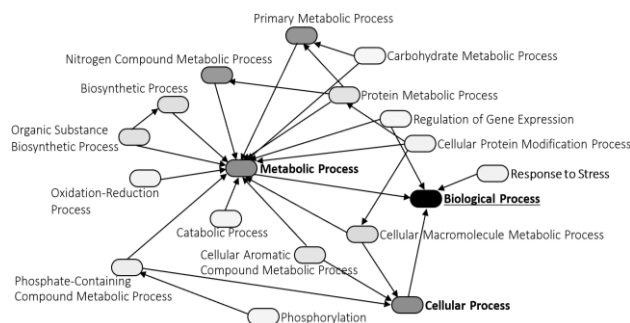 Primary Metabolic Process
Carbohydrate Metabolic Process
Nitrogen Compound Metabolic Process
Biosynthetic Process
Protein Metabolic Process
Regulation of Gene Expression
Organic Substance
Biosynthetic Process
Cellular Protein Modification Process
Metabolic Process
Response to Stress
Oxidation-Reduction
Process
Biological Process
Catabolic Process
Cellular Macromolecule Metabolic Process
Cellular Aromatic
Compound Metabolic Process
Phosphate-Containing
Compound Metabolic Process
Cellular Process
Phosphorylation